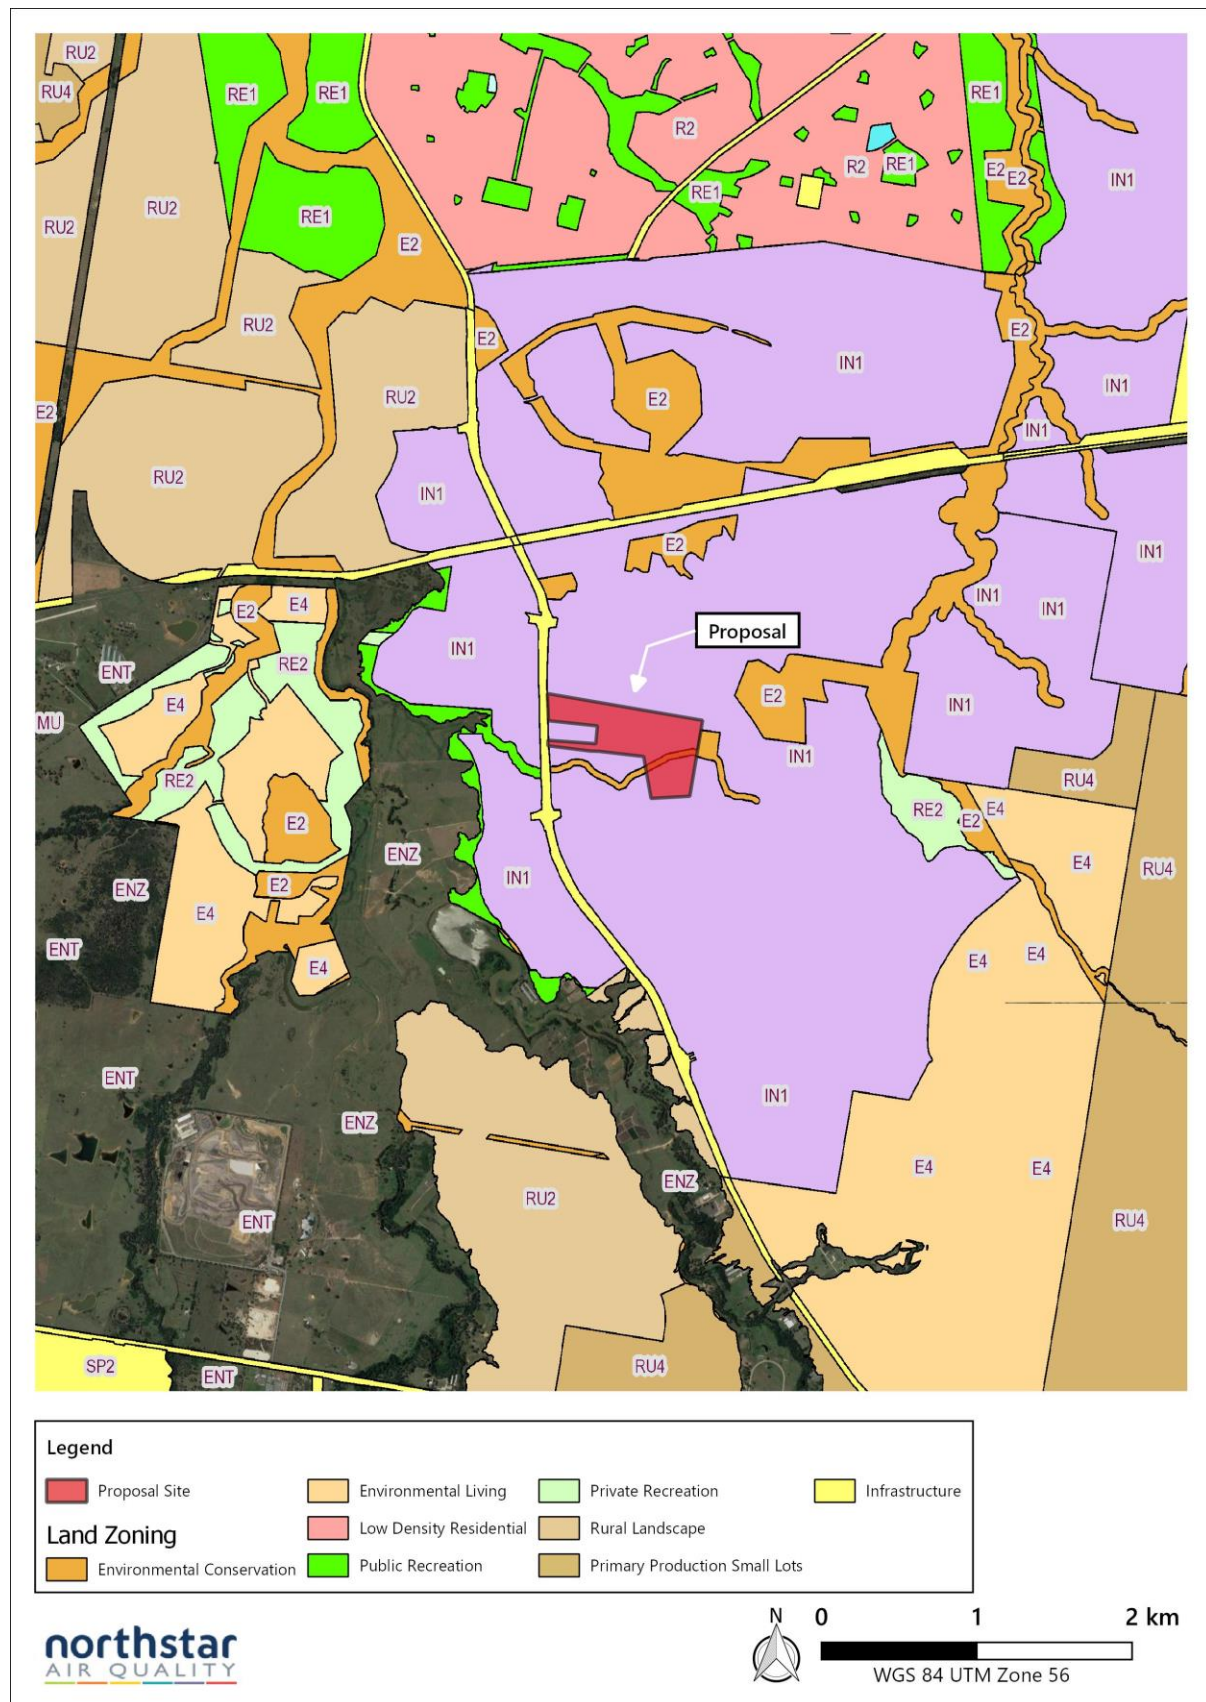 RU2
RE1
RE1
RE1
RU4
R2
IN1
R2
RE1
E2
E2
RE1
RU2
RE1
RU2
E2
RU2
E2
E2
IN1
IN1
RU2
E2
E2
IN1
RU2
IN1
E2
IN1
E2
E4
IN1
IN1
Proposal
RE2
IN1
ENT
E4
E2
IN1
MU
IN1
RE2
RU4
RE2
E4
E2
E2
ENZ
E4
RU4
IN1
ENZ
E2
E4
ENT
E4
E4
E4
ENT
IN1
ENZ
E4
E4
ENZ
RU2
ENT
RU4
SP2
RU4
ENT
Legend
Proposal Site
Environmental Living
Private Recreation
Infrastructure
Land Zoning
Low Density Residential
Rural Landscape
Environmental Conservation
Public Recreation
Primary Production Small Lots
northstar
AIR QUALITY
N
0 1 2 km
WGS 84 UTM Zone 56